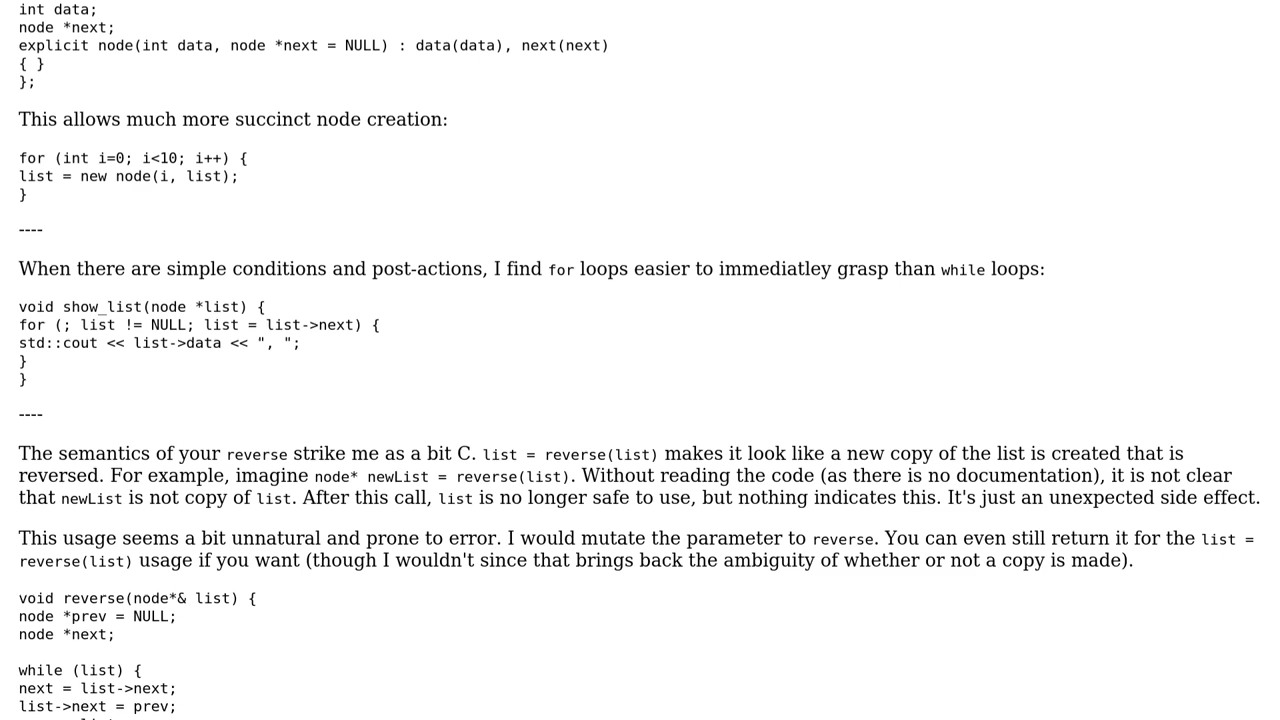 int data;
node *next;
explicit node(int data, node *next = NULL) : data(data), next(next)
{ }
};
This allows much more succinct node creation:
for (int i=0; i<10; i++) {
list = new node(i, list);
}
----
When there are simple conditions and post-actions, I find for loops easier to immediatley grasp than while loops:
void show_list(node *list) {
for (; list != NULL; list = list->next) {
std::cout << list->data << ", ";
}
}
----
The semantics of your reverse strike me as a bit C. list = reverse(list) makes it look like a new copy of the list is created that is
reversed. For example, imagine node* newList = reverse(list). Without reading the code (as there is no documentation), it is not clear
that newList is not copy of list. After this call, list is no longer safe to use, but nothing indicates this. It's just an unexpected side effect.
This usage seems a bit unnatural and prone to error. I would mutate the parameter to reverse. You can even still return it for the list =
reverse(list) usage if you want (though I wouldn't since that brings back the ambiguity of whether or not a copy is made).
void reverse(node*& list) {
node *prev = NULL;
node *next;
while (list) {
next = list->next;
list->next = prev;